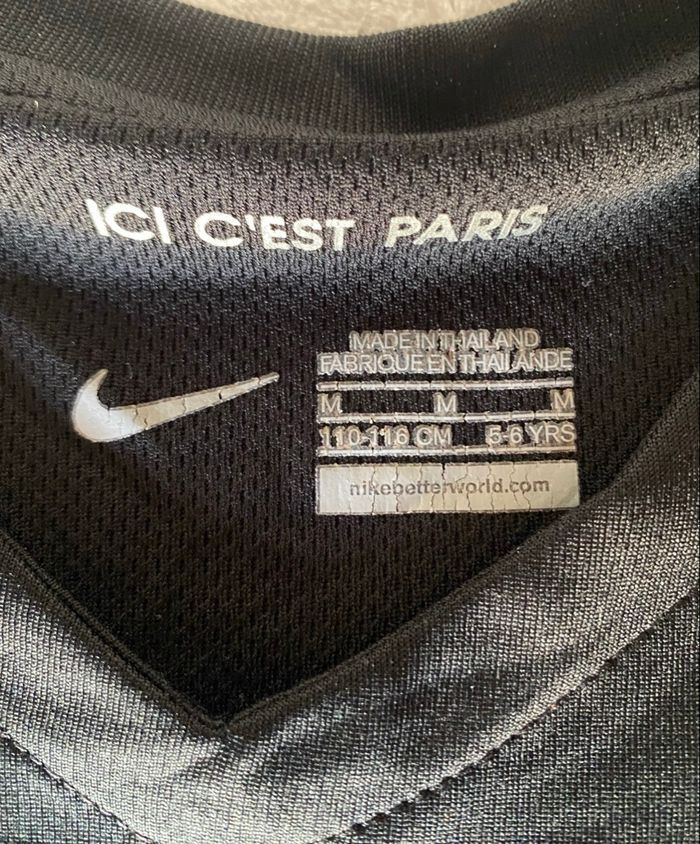 ICI C'EST PARIS
MADE IN THAILAND
FABRIQUE EN THAILANDE
M M M
110-116 CM 5-6 YRS
nikebetterworld.com